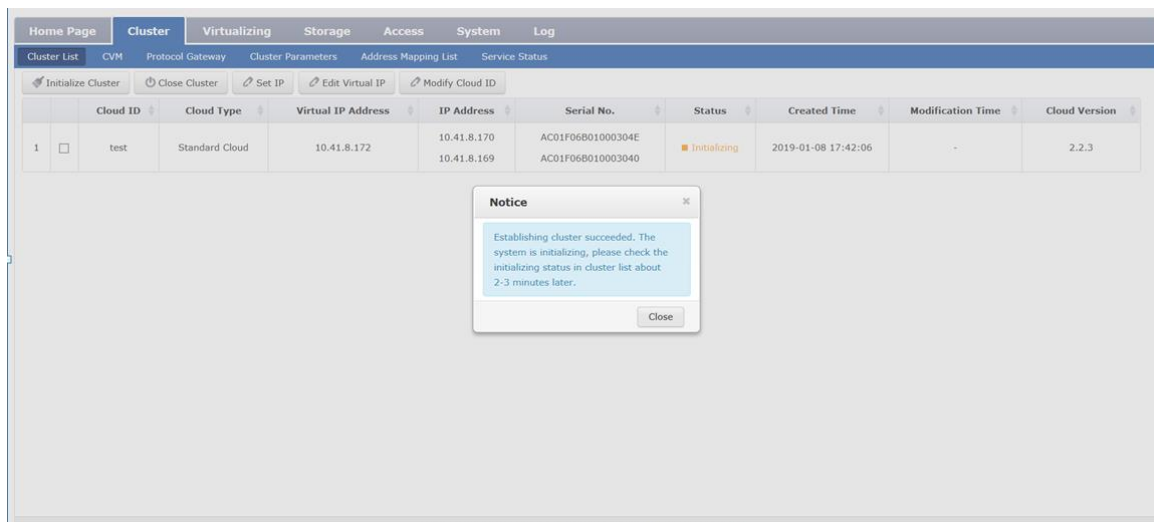 Home Page Cluster Virtualizing Storage Access System Log
Cluster List CVM Protocol Gateway Cluster Parameters Address Mapping List Service Status
Initialize Cluster Close Cluster Set IP Edit Virtual IP Modify Cloud ID
Cloud ID Cloud Type Virtual IP Address IP Address Serial No. Status Created Time Modification Time Cloud Version
10.41.8.170 AC01F06B01000304E
1 test Standard Cloud 10.41.8.172 Initializing 2019-01-08 17:42:06 - 2.2.3
10.41.8.169 AC01F06B010003040
Notice
Establishing cluster succeeded. The
system is initializing, please check the
initializing status in cluster list about
2-3 minutes later.
Close